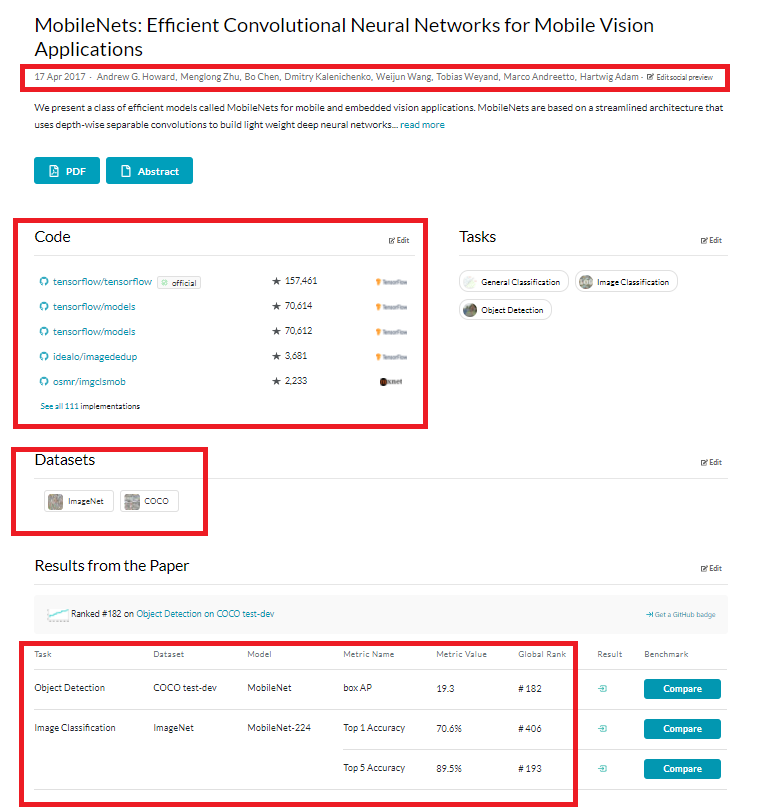 MobileNets: Efficient Convolutional Neural Networks for Mobile Vision
Applications
17 Apr 2017 · Andrew G. Howard, Menglong Zhu, Bo Chen, Dmitry Kalenichenko, Weijun Wang, Tobias Weyand, Marco Andreetto, Hartwig Adam · Edit social preview
We present a class of efficient models called MobileNets for mobile and embedded vision applications. MobileNets are based on a streamlined architecture that
uses depth-wise separable convolutions to build light weight deep neural networks... read more
PDF Abstract
Code Edit
tensorflow/tensorflow official 157,461 TensorFlow
tensorflow/models 70,614 TensorFlow
tensorflow/models 70,612 TensorFlow
idealo/imagededup 3,681 TensorFlow
osmr/imgclsmob 2,233 mxnet
See all 111 implementations
Tasks Edit
General Classification Image Classification
Object Detection
Datasets Edit
ImageNet COCO
Results from the Paper Edit
Ranked #182 on Object Detection on COCO test-dev Get a GitHub badge
Task Dataset Model Metric Name Metric Value Global Rank Result Benchmark
Object Detection COCO test-dev MobileNet box AP 19.3 # 182 Compare
Image Classification ImageNet MobileNet-224 Top 1 Accuracy 70.6% # 406 Compare
Top 5 Accuracy 89.5% # 193 Compare